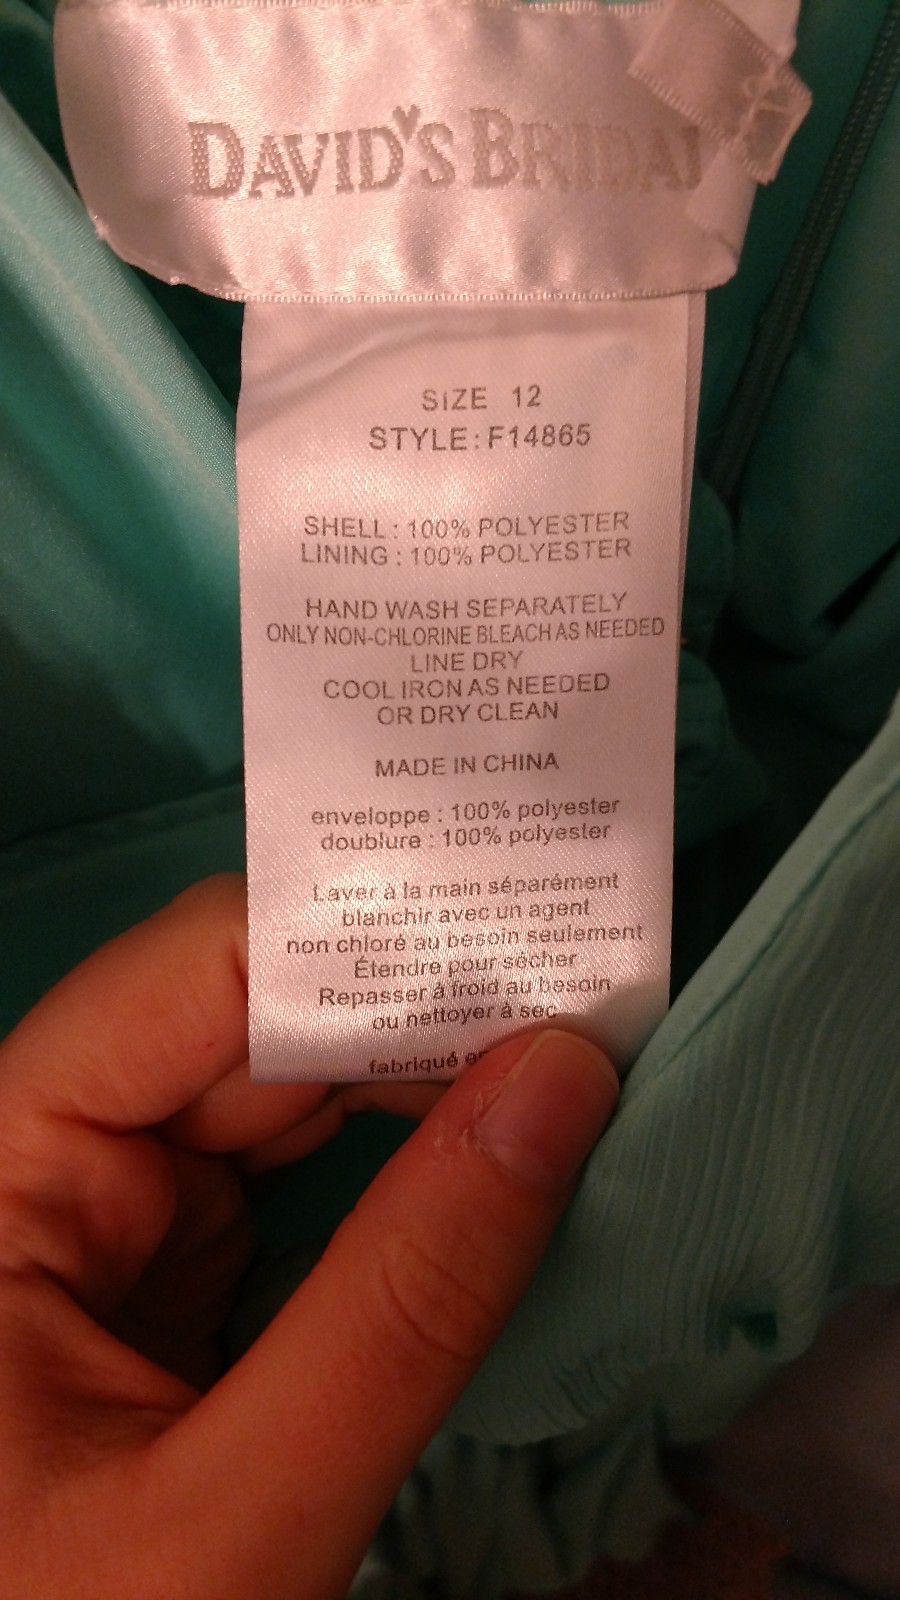 DAVID'S BRIDAL
SIZE 12
STYLE: F14865
SHELL : 100% POLYESTER
LINING : 100% POLYESTER
HAND WASH SEPARATELY
ONLY NON-CHLORINE BLEACH AS NEEDED
LINE DRY
COOL IRON AS NEEDED
OR DRY CLEAN
MADE IN CHINA
enveloppe : 100% polyester
doublure : 100% polyester
Laver à la main séparément
blanchir avec un agent
non chloré au besoin seulement
Étendre pour sécher
Repasser à froid au besoin
ou nettoyer à sec
fabriqué